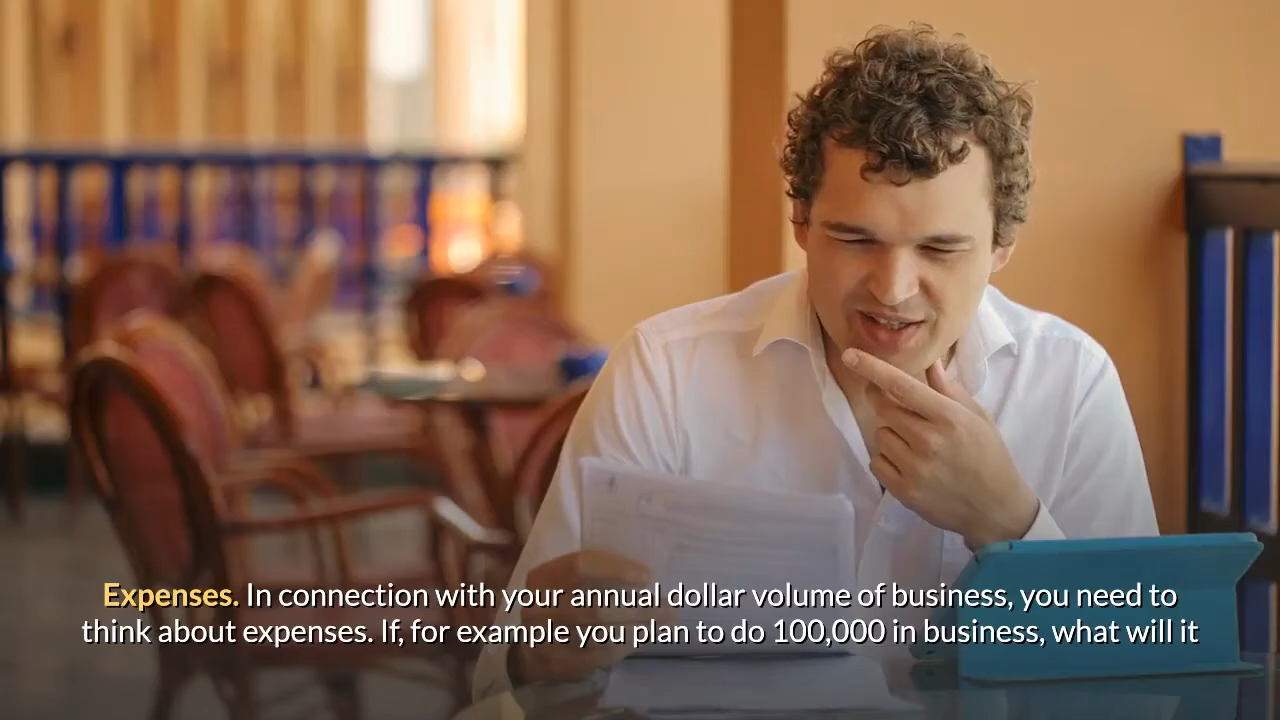 Expenses. In connection with your annual dollar volume of business, you need to
think about expenses. If, for example you plan to do 100,000 in business, what will it